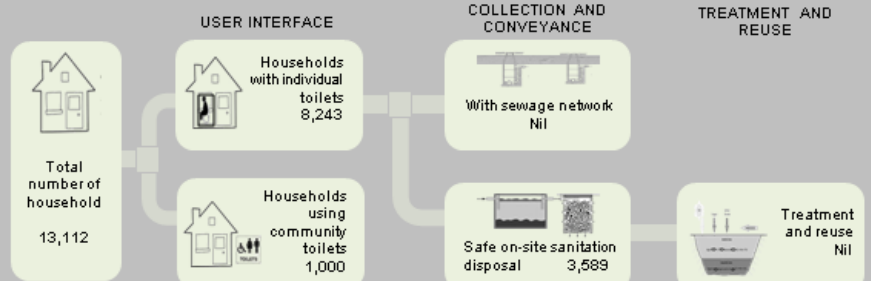 USER INTERFACE
COLLECTION AND
CONVEYANCE
TREATMENT AND
REUSE
Total
number of
household
13,112
Households
with individual
toilets
8,243
Households
using
community
toilets
1,000
TOILETS
With sewage network
Nil
Safe on-site sanitation
disposal 3,589
Treatment
and reuse
Nil